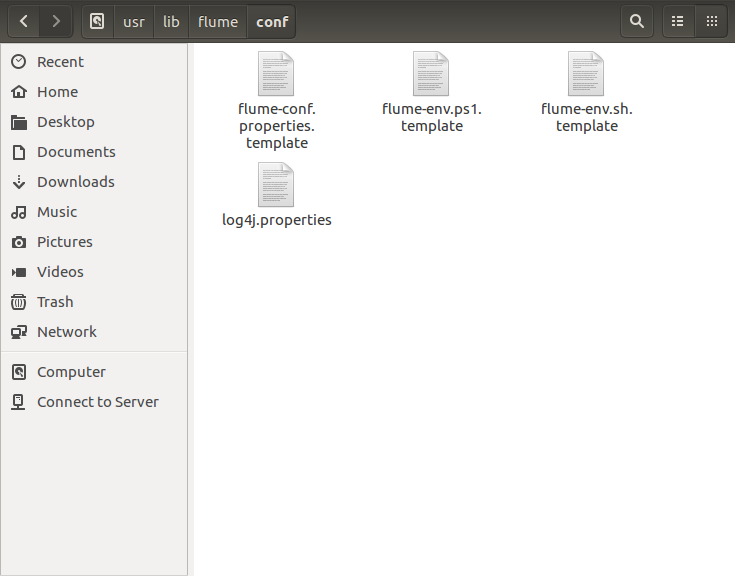 usr lib flume conf
Recent
Home
Desktop
Documents
Downloads
Music
Pictures
Videos
Trash
Network
Computer
Connect to Server
flume-conf.
properties.
template
flume-env.ps1.
template
flume-env.sh.
template
log4j.properties